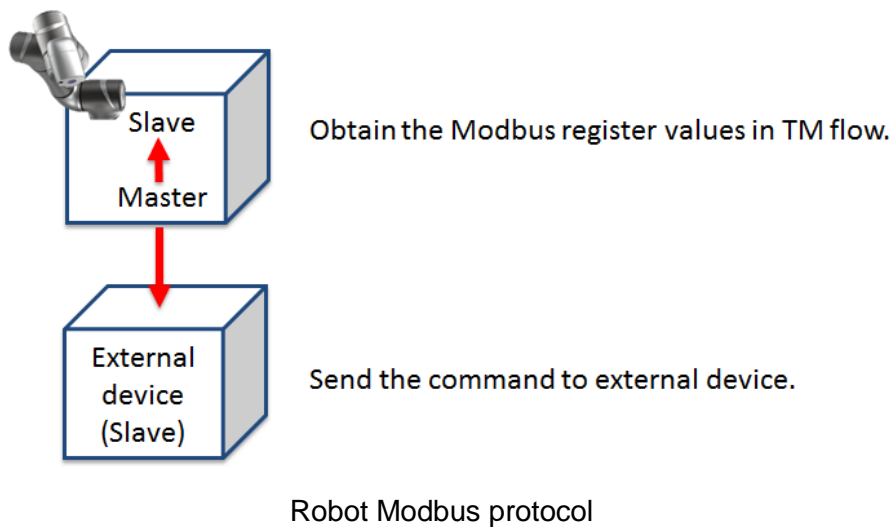 Slave
Obtain the Modbus register values in TM flow.
Master
External
device
(Slave)
Send the command to external device.
Robot Modbus protocol